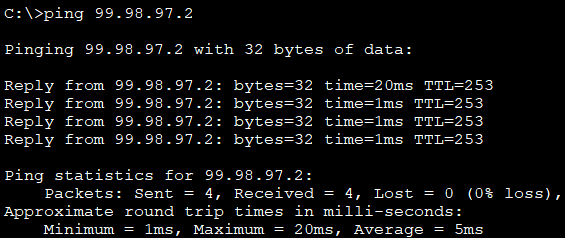 C:\>ping 99.98.97.2
Pinging 99.98.97.2 with 32 bytes of data:
Reply from 99.98.97.2: bytes=32 time=20ms TTL=253
Reply from 99.98.97.2: bytes=32 time=1ms TTL=253
Reply from 99.98.97.2: bytes=32 time=1ms TTL=253
Reply from 99.98.97.2: bytes=32 time=1ms TTL=253
Ping statistics for 99.98.97.2:
    Packets: Sent = 4, Received = 4, Lost = 0 (0% loss),
Approximate round trip times in milli-seconds:
    Minimum = 1ms, Maximum = 20ms, Average = 5ms